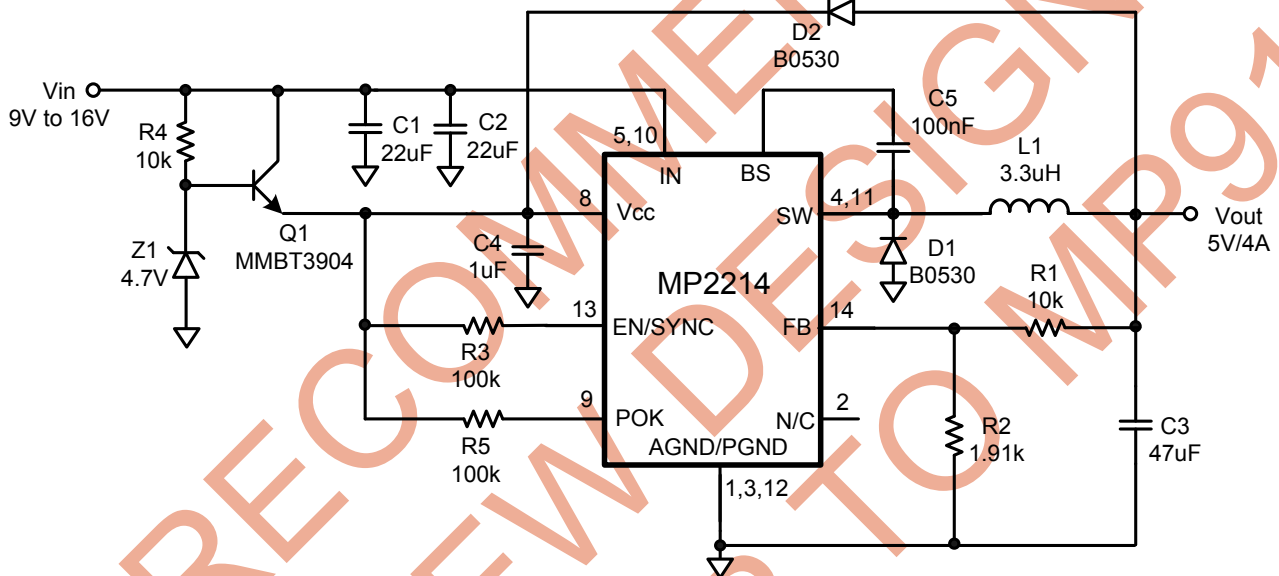 D2
B0530
Vin
9V to 16V
R4
10k
C1
22uF
C2
22uF
C5
100nF
L1
3.3uH
5,10
IN
BS
8
Vcc
4,11
SW
Vout
5V/4A
Q1
MMBT3904
Z1
4.7V
C4
1uF
D1
B0530
MP2214
R1
10k
13
EN/SYNC
14
FB
R3
100k
9
POK
2
N/C
R5
100k
AGND/PGND
R2
1.91k
C3
47uF
1,3,12
RECOMME
EW DESIGN
TO MP91